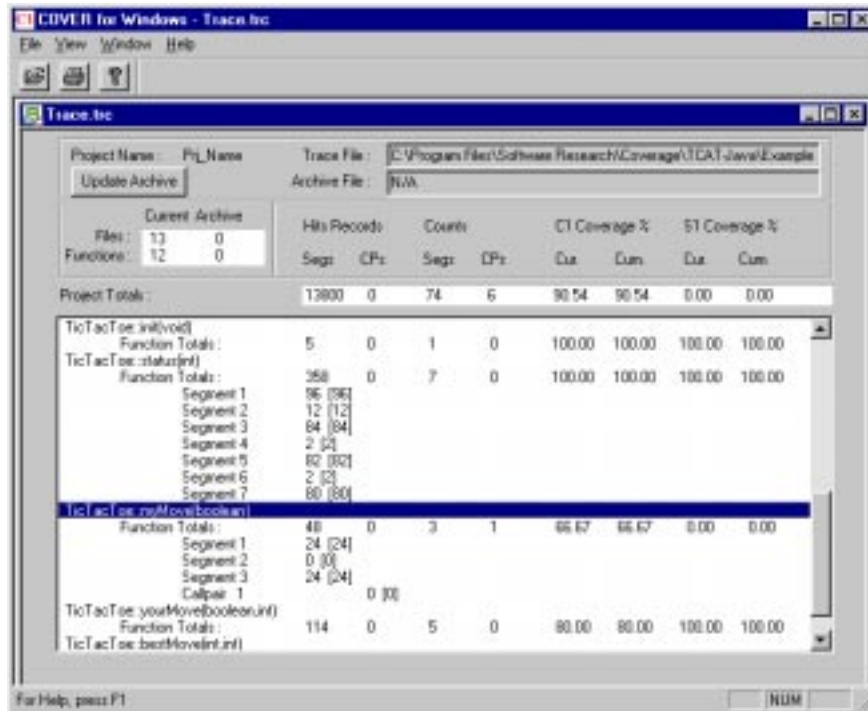 C1 COVER for Windows - Trace.trc
File View Window Help
Trace.trc
Project Name : Prj_Name Trace File : C:\Program Files\Software Research\Coverage\TCAT-Java\Example
Update Archive Archive File : N/A
Current Archive
Files : 13 0
Functions : 12 0
Hits Records Counts C1 Coverage % S1 Coverage %
Segs CPs Segs CPs Cur. Cum. Cur. Cum.
Project Totals : 13800 0 74 6 90.54 90.54 0.00 0.00
TicTacToe::init(void)
Function Totals : 5 0 1 0 100.00 100.00 100.00 100.00
TicTacToe::status(int)
Function Totals : 358 0 7 0 100.00 100.00 100.00 100.00
Segment 1 96 [96]
Segment 2 12 [12]
Segment 3 84 [84]
Segment 4 2 [2]
Segment 5 82 [82]
Segment 6 2 [2]
Segment 7 80 [80]
TicTacToe::myMove(boolean)
Function Totals : 48 0 3 1 66.67 66.67 0.00 0.00
Segment 1 24 [24]
Segment 2 0 [0]
Segment 3 24 [24]
Callpair 1 0 [0]
TicTacToe::yourMove(boolean,int)
Function Totals : 114 0 5 0 80.00 80.00 100.00 100.00
TicTacToe::bestMove(int,int)
For Help, press F1 NUM